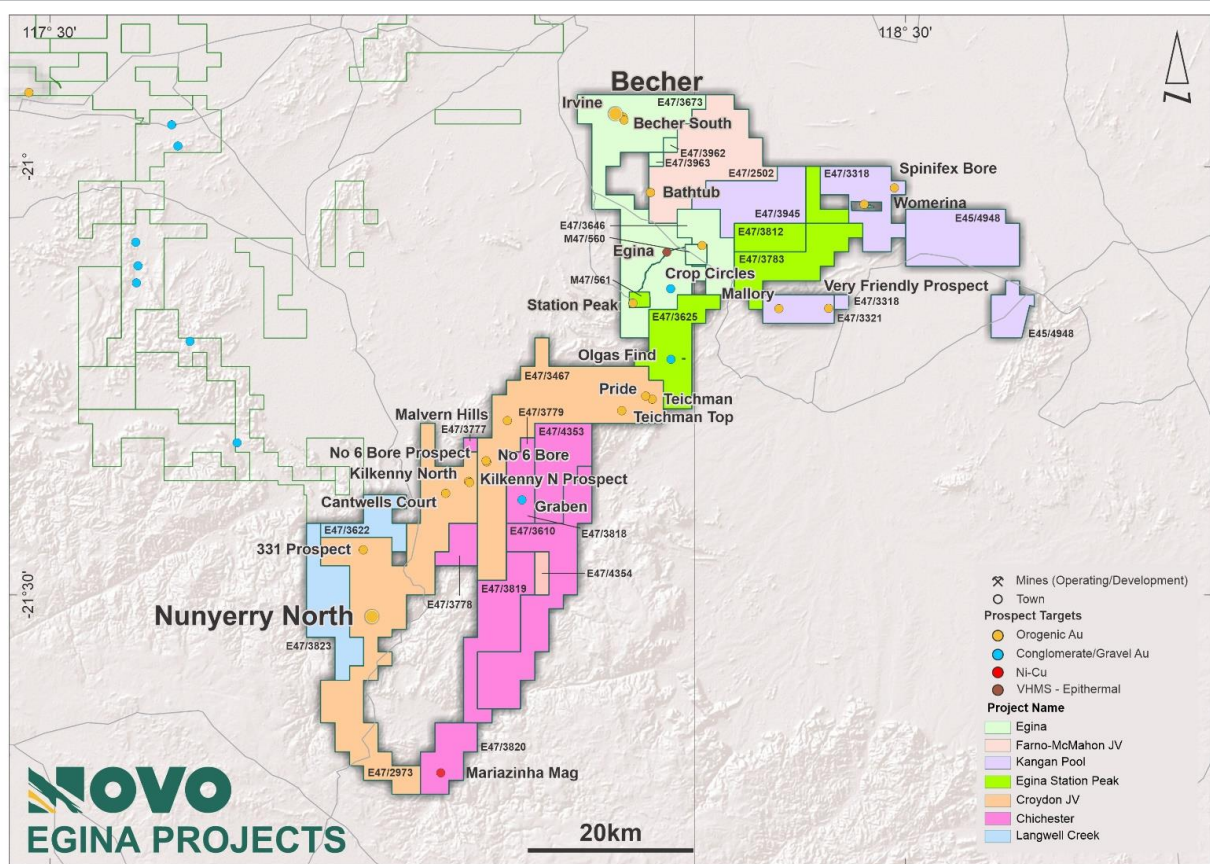 117° 30'
118° 30'
Becher
Irvine
E47/3673
Becher South
E47/3962
E47/3963
-21°
E47/2502
E47/3318
Spinifex Bore
Bathtub
Womerina
E47/3646
E47/3945
E45/4948
M47/560
E47/3812
Egina
E47/3783
Crop Circles
M47/561
Mallory
Very Friendly Prospect
Station Peak
E47/3318
E47/3625
E47/3321
E45/4948
Olgas Find
E47/3467
Pride
Teichman
Malvern Hills
E47/3779
Teichman Top
E47/3777
E47/4353
No 6 Bore Prospect
No 6 Bore
Kilkenny North
Kilkenny N Prospect
Cantwells Court
Graben
E47/3622
E47/3610
E47/3818
331 Prospect
E47/4354
-21° 30'
E47/3819
E47/3778
Nunyerry North
E47/3823
E47/3820
E47/2973
Mariazinha Mag
Mines (Operating/Development)
Town
Prospect Targets
Orogenic Au
Conglomerate/Gravel Au
Ni-Cu
VHMS - Epithermal
Project Name
Egina
Farno-McMahon JV
Kangan Pool
Egina Station Peak
Croydon JV
Chichester
Langwell Creek
NOVO
EGINA PROJECTS
20km